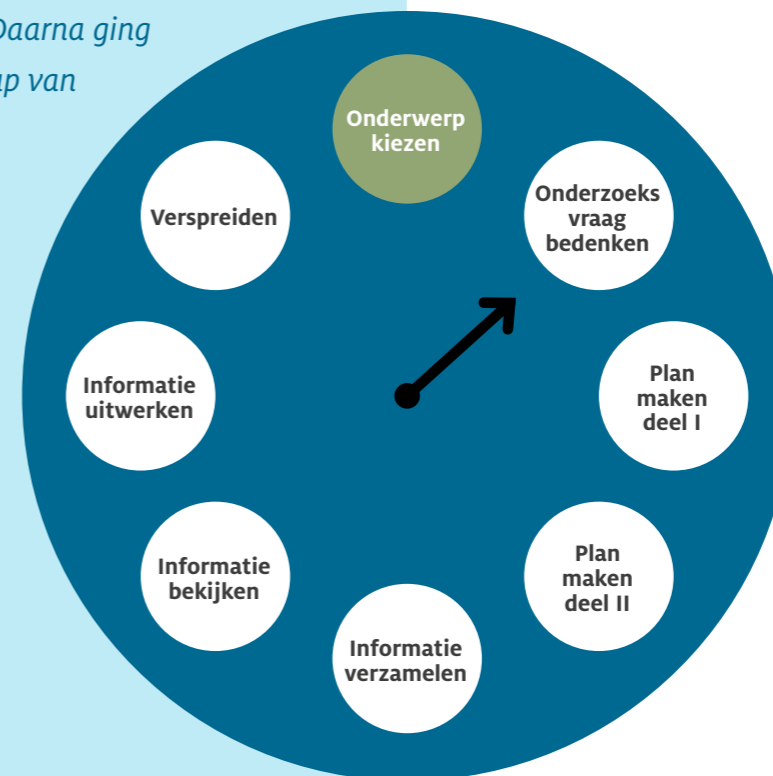 Daarna ging
ap van
Onderwerp
kiezen
Onderzoeks
vraag
bedenken
Plan
maken
deel I
Plan
maken
deel II
Informatie
verzamelen
Informatie
bekijken
Informatie
uitwerken
Verspreiden